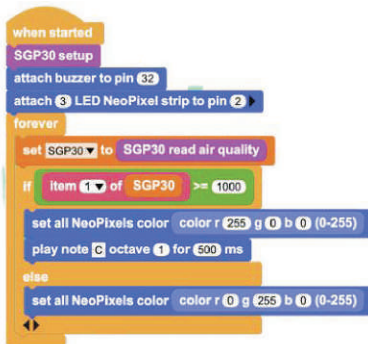 when started
SGP30 setup
attach buzzer to pin 32
attach 3 LED NeoPixel strip to pin 2
forever
set SGP30 to SGP30 read air quality
if item 1 of SGP30 >= 1000
set all NeoPixels color color r 255 g 0 b 0 (0-255)
play note C octave 1 for 500 ms
else
set all NeoPixels color color r 0 g 255 b 0 (0-255)